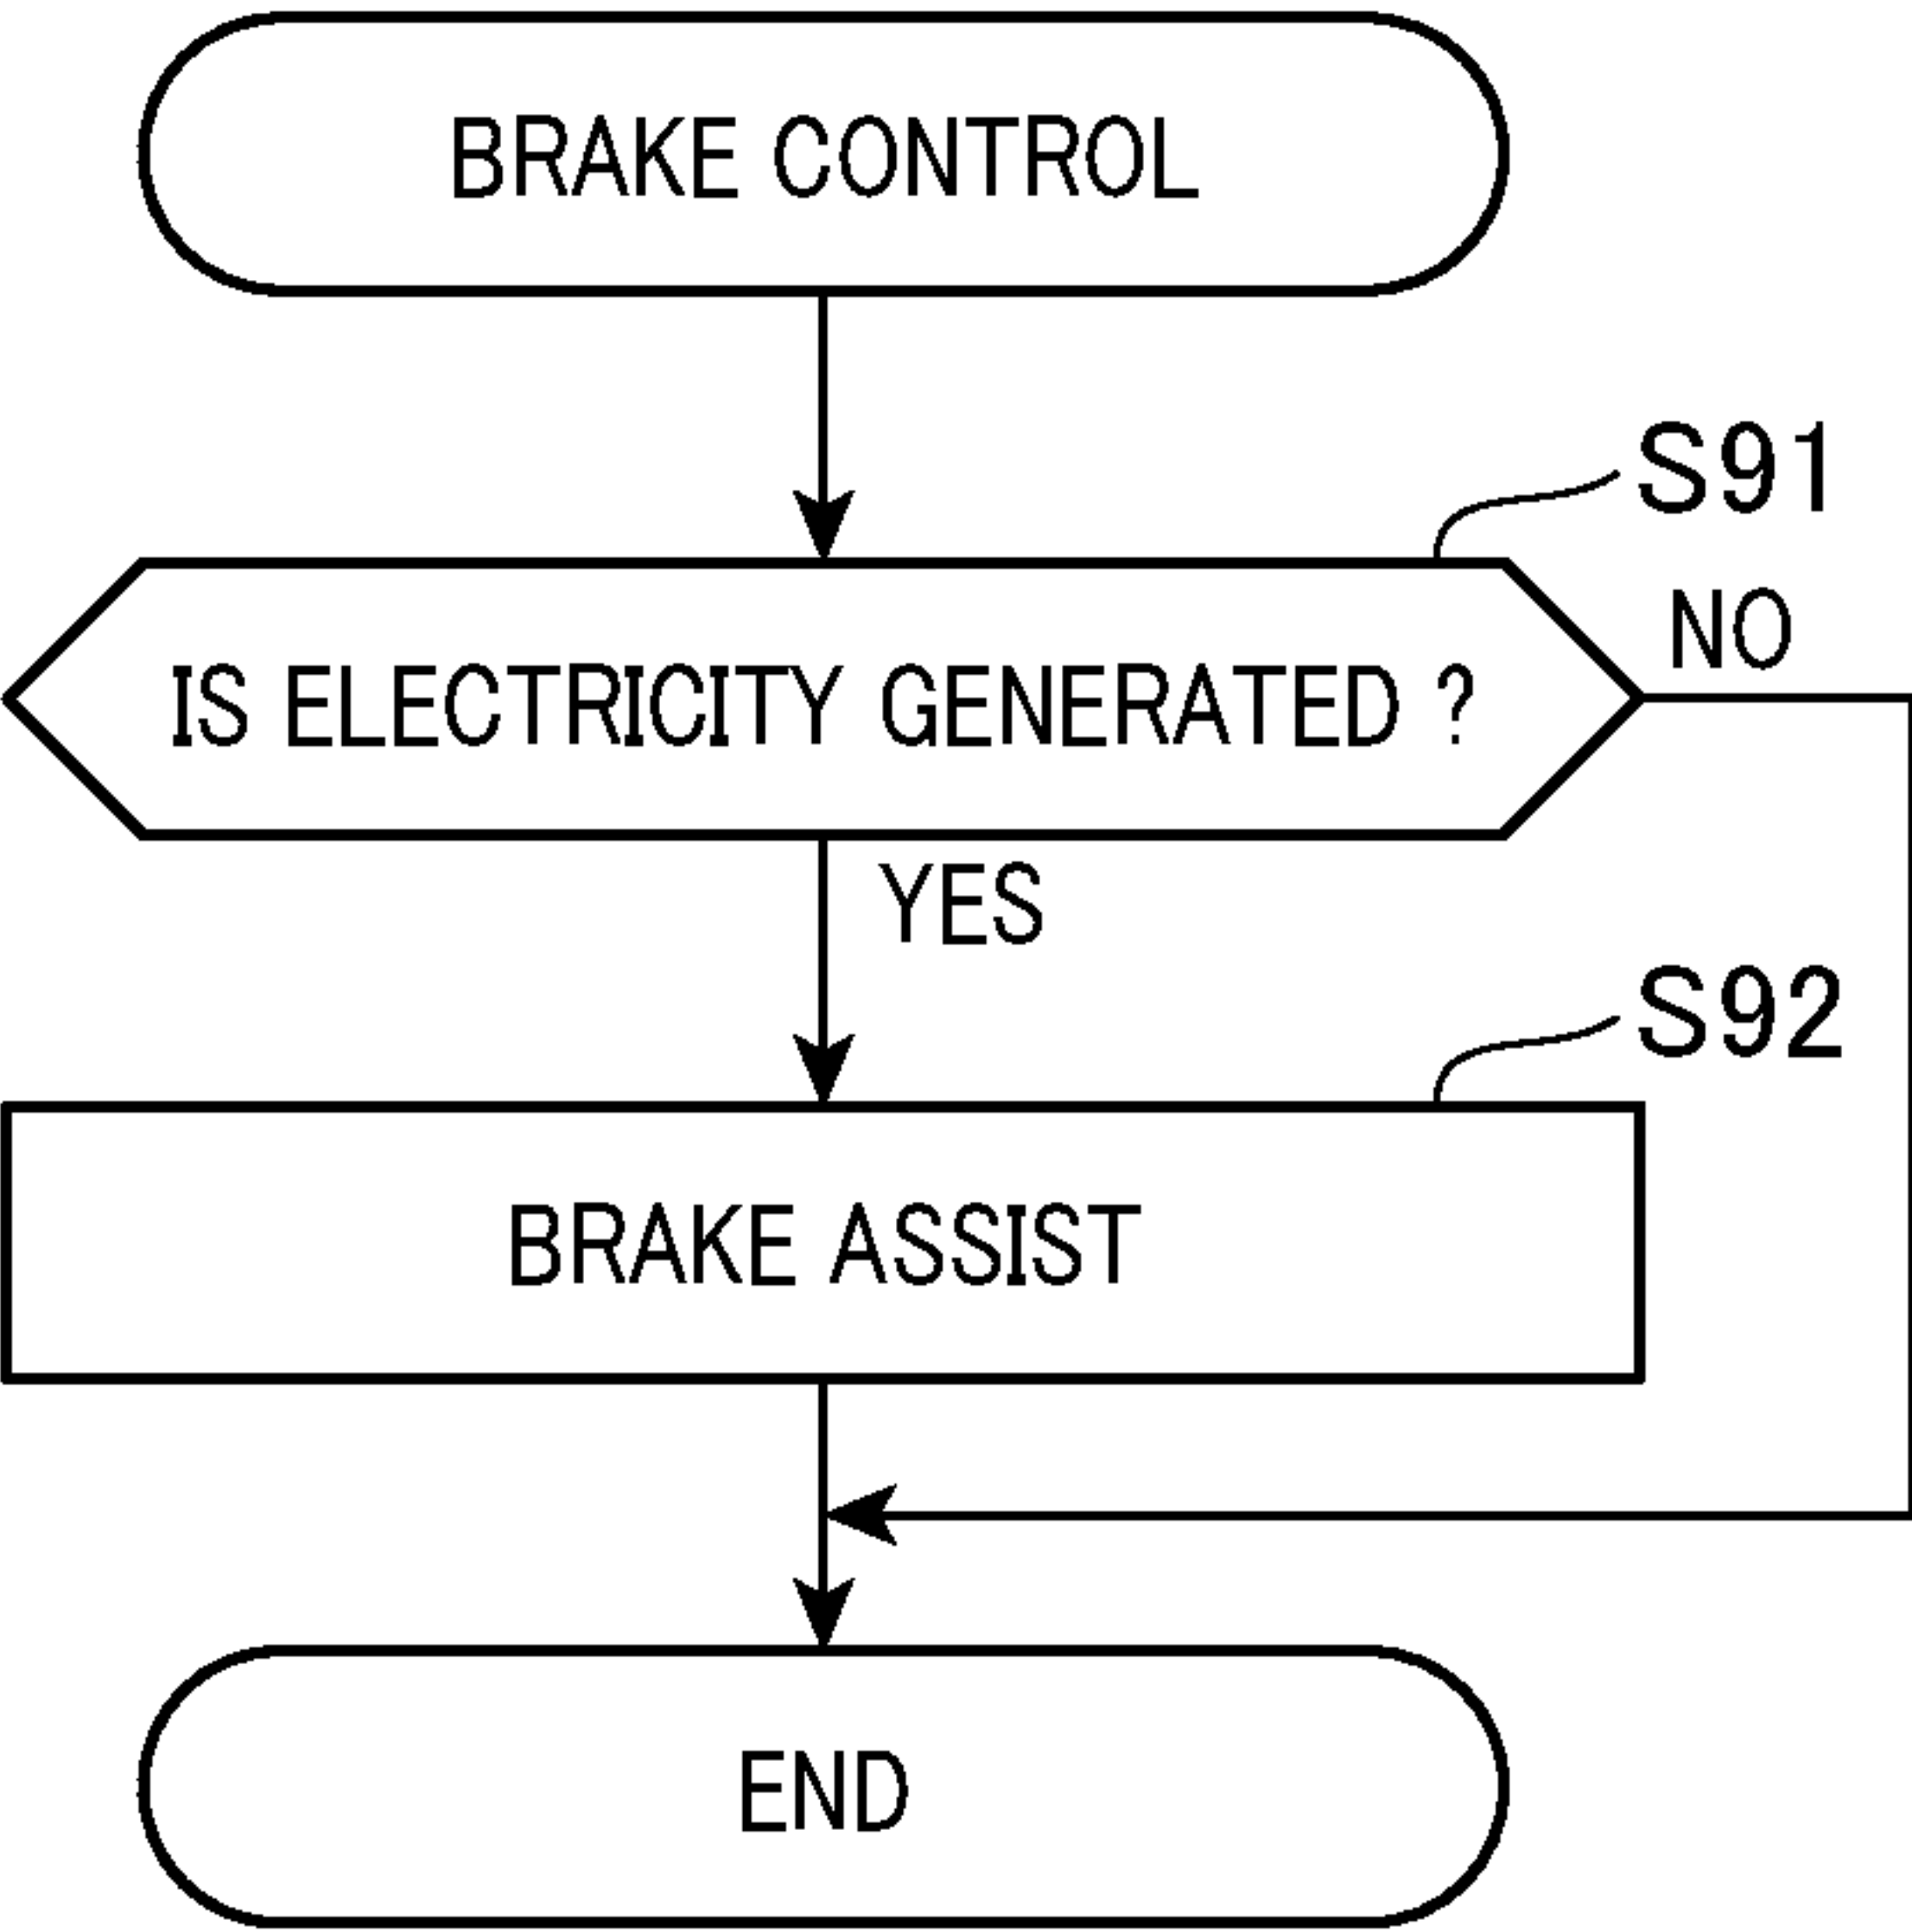 BRAKE CONTROL
S91
IS ELECTRICITY GENERATED ?
NO
YES
S92
BRAKE ASSIST
END